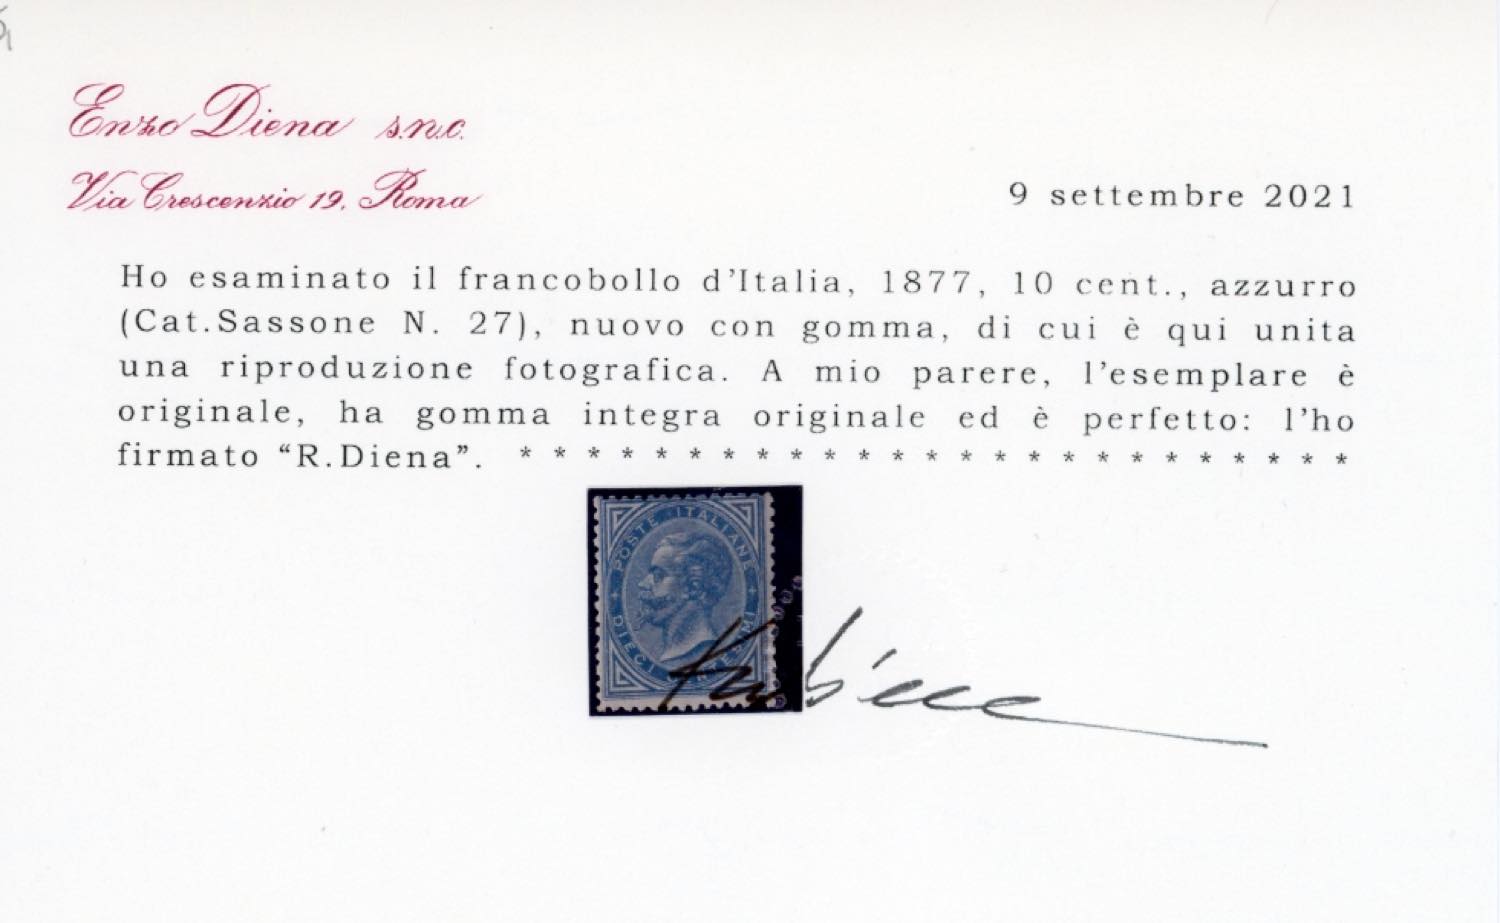 Enzo Diena s.n.c.
Via Crescenzio 19, Roma
9 settembre 2021
Ho esaminato il francobollo d'Italia, 1877, 10 cent., azzurro
(Cat.Sassone N. 27), nuovo con gomma, di cui è qui unita
una riproduzione fotografica. A mio parere, l'esemplare è
originale, ha gomma integra originale ed è perfetto: l'ho
firmato “R.Diena”. * * * * * * * * * * * * * * * * * * * * * * * * *
POSTE ITALIANE
DIECI CENTESIMI